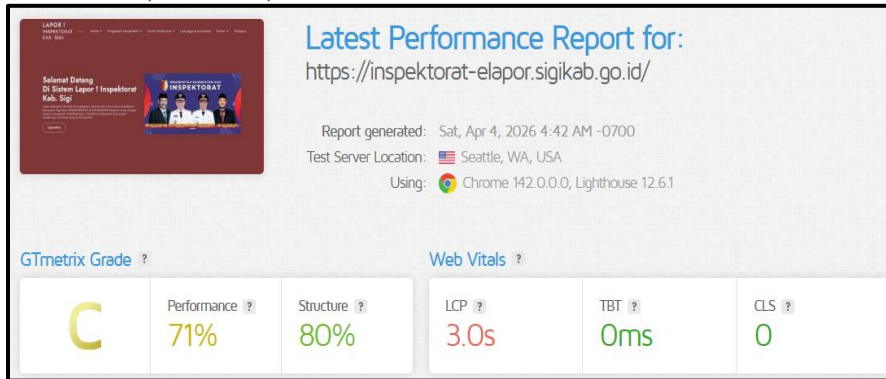 LAPOR !
INSPEKTORAT
KAB. SIGI
Selamat Datang
Di Sistem Lapor ! Inspektorat
Kab. Sigi
INSPEKTORAT
Latest Performance Report for:
https://inspektorat-elapor.sigikab.go.id/
Report generated: Sat, Apr 4, 2026 4:42 AM -0700
Test Server Location: Seattle, WA, USA
Using: Chrome 142.0.0.0, Lighthouse 12.6.1
GTmetrix Grade ?
Web Vitals ?
C
Performance ?
71%
Structure ?
80%
LCP ?
3.0s
TBT ?
0ms
CLS ?
0